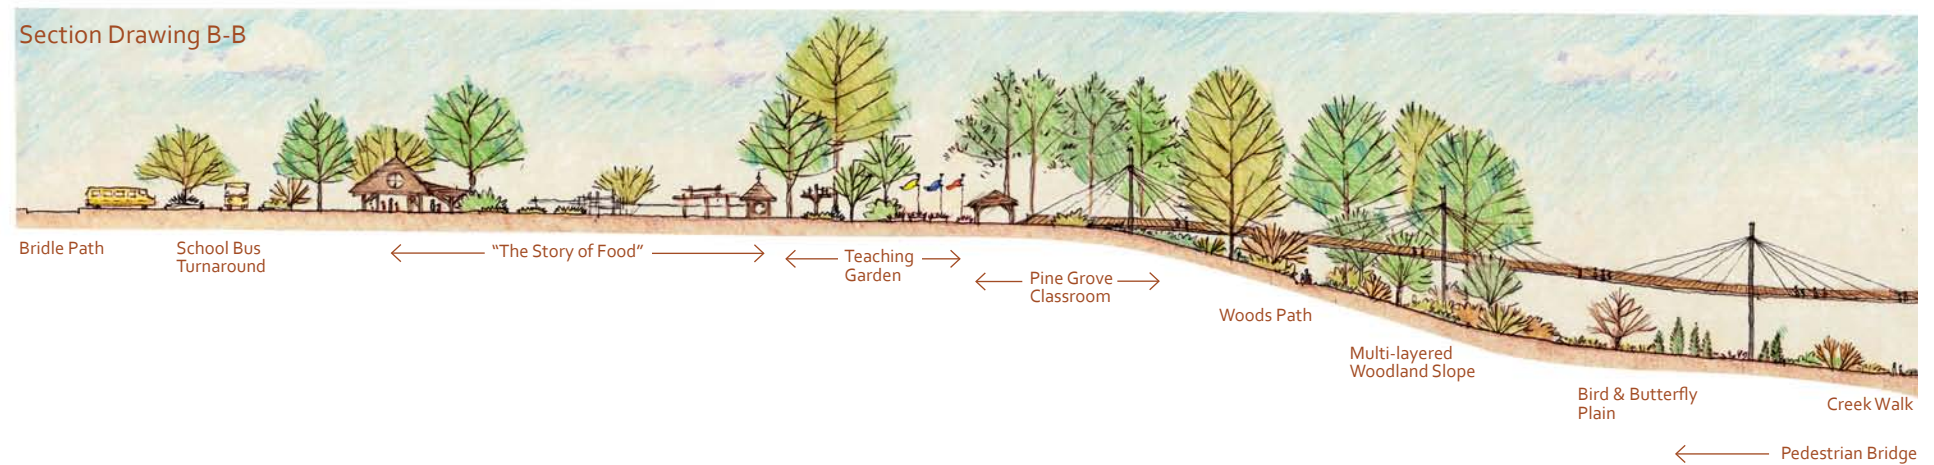 Section Drawing B-B
Bridle Path
School Bus
Turnaround
“The Story of Food”
Teaching
Garden
Pine Grove
Classroom
Woods Path
Multi-layered
Woodland Slope
Bird & Butterfly
Plain
Creek Walk
Pedestrian Bridge